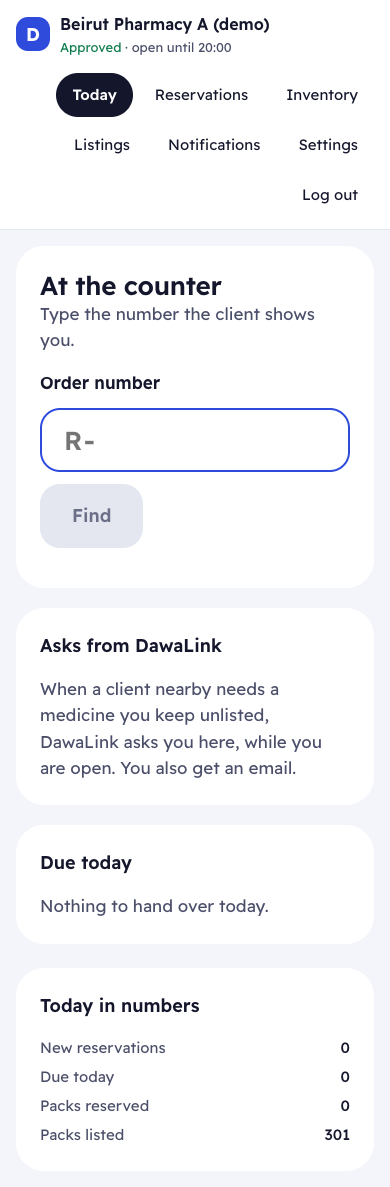 D
Beirut Pharmacy A (demo)
Approved · open until 20:00
Today Reservations Inventory
Listings Notifications Settings
Log out
At the counter
Type the number the client shows
you.
Order number
R-
Find
Asks from DawaLink
When a client nearby needs a
medicine you keep unlisted,
DawaLink asks you here, while you
are open. You also get an email.
Due today
Nothing to hand over today.
Today in numbers
New reservations 0
Due today 0
Packs reserved 0
Packs listed 301